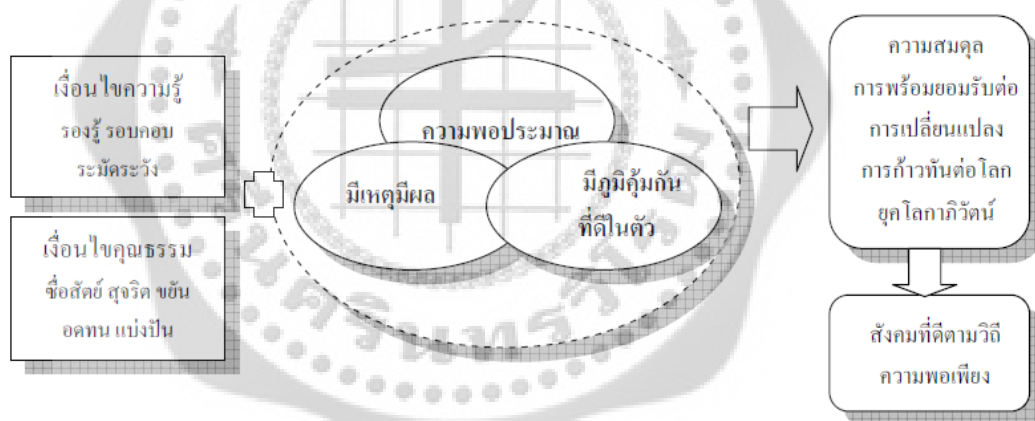 เงื่อนไขความรู้
รองรู้ รอบคอบ
ระมัดระวัง
เงื่อนไขคุณธรรม
ซื่อสัตย์ สุจริต ขยัน
อดทน แบ่งปัน
ความพอประมาณ
มีเหตุมีผล
มีภูมิคุ้มกัน
ที่ดีในตัว
ความสมดุล
การพร้อมยอมรับต่อ
การเปลี่ยนแปลง
การก้าวทันต่อโลก
ยุคโลกาภิวัตน์
สังคมที่ดีตามวิถี
ความพอเพียง